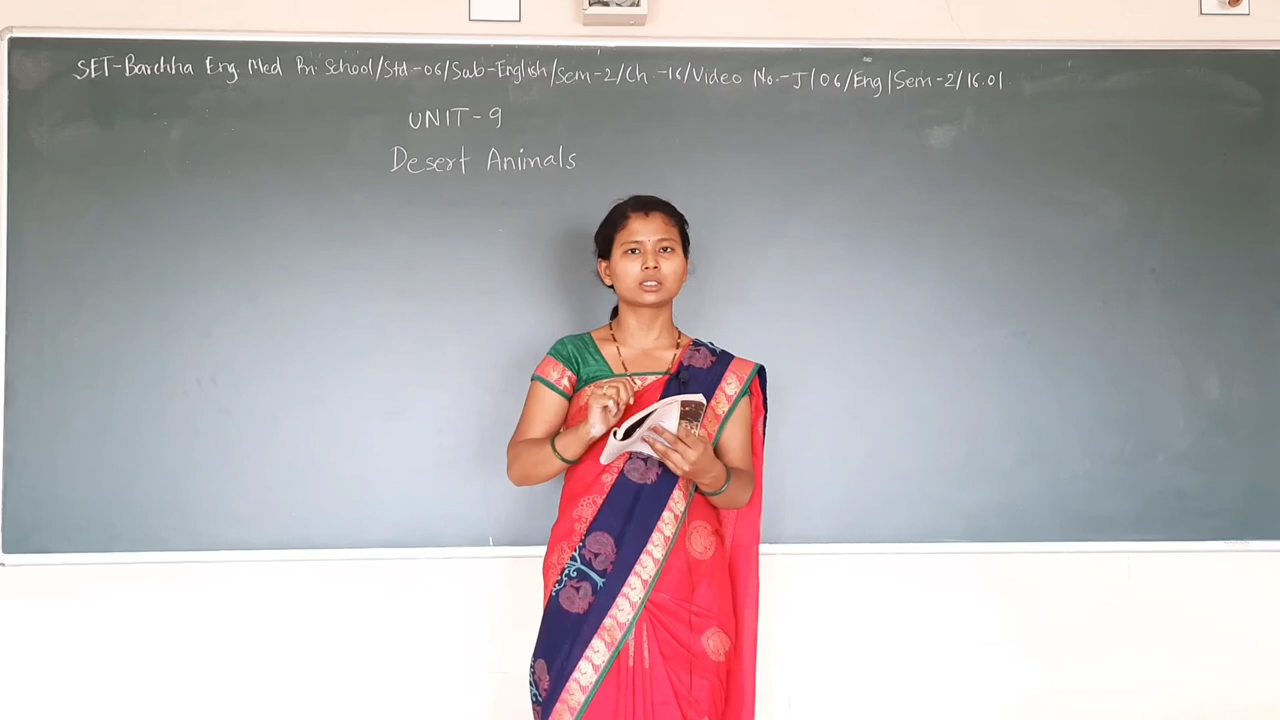 SET-Barchha Eng. Med Pri. School/Std-06/Sub-English/Sem-2/Ch-16/Video No.-J/06/Eng/Sem-2/16.01
UNIT-9
Desert Animals